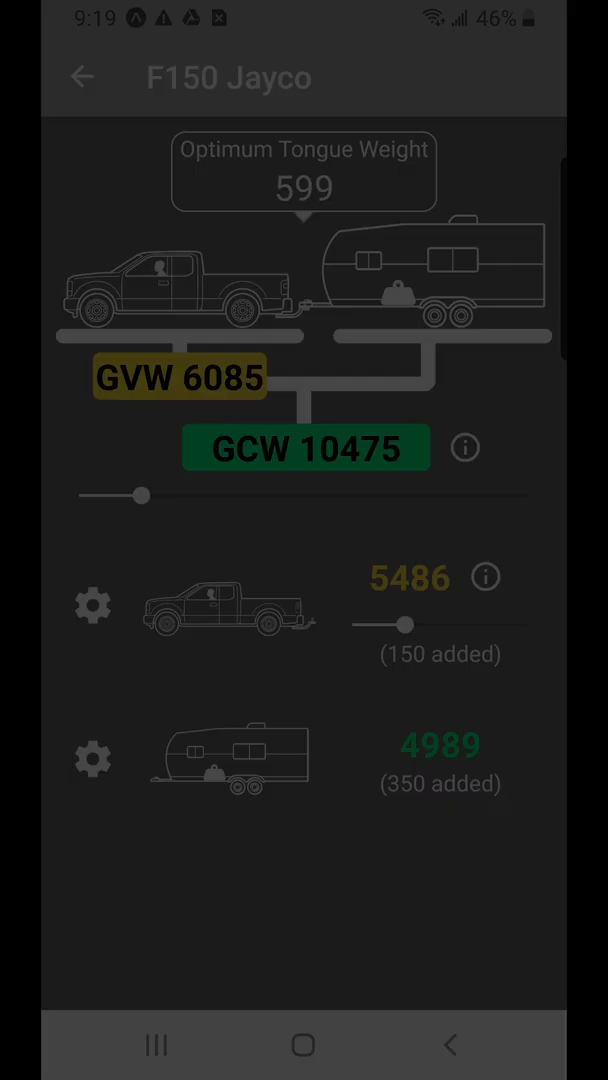 9:19
46%
F150 Jayco
Optimum Tongue Weight
599
GVW 6085
GCW 10475
5486
(150 added)
4989
(350 added)